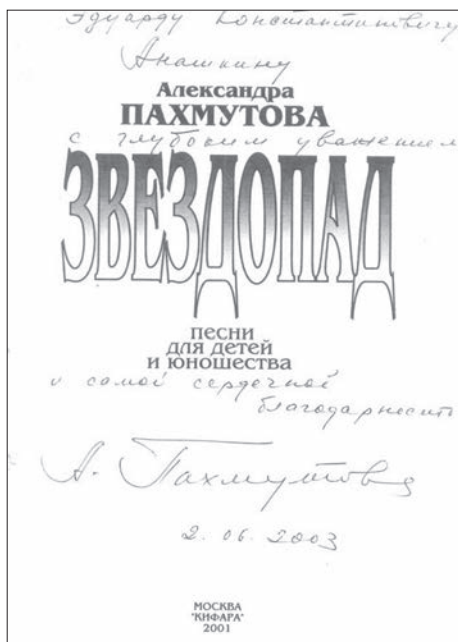 Эдуарду Константиновичу
Анашкину
Александра
ПАХМУТОВА
с глубоким уважением
ЗВЕЗДОПАД
песни
для детей
и юношества
и самой сердечной
благодарностью
А. Пахмутова
2. 06. 2003
МОСКВА
"КИФАРА"
2001